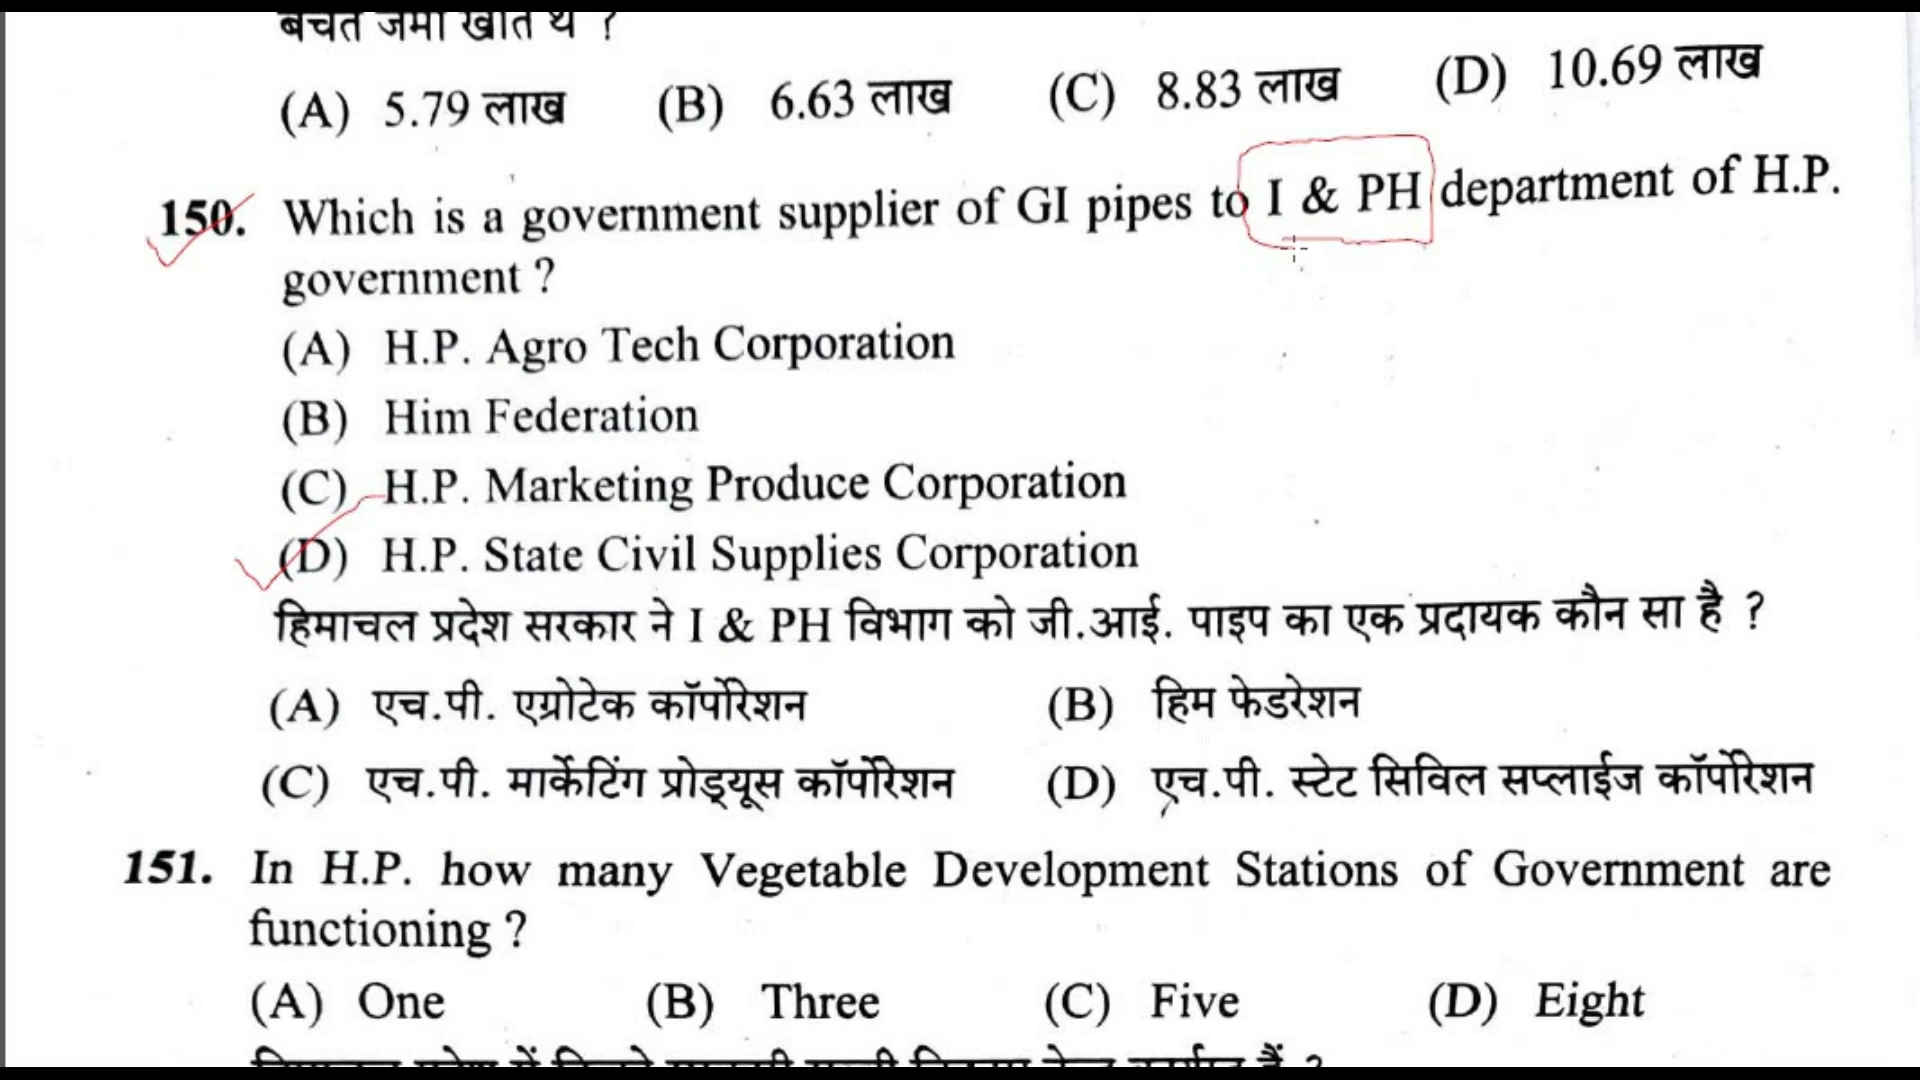 बचत जमा खाते थे ?
(A) 5.79 लाख (B) 6.63 लाख (C) 8.83 लाख (D) 10.69 लाख
150. Which is a government supplier of GI pipes to I & PH department of H.P.
government ?
(A) H.P. Agro Tech Corporation
(B) Him Federation
(C) H.P. Marketing Produce Corporation
(D) H.P. State Civil Supplies Corporation
हिमाचल प्रदेश सरकार ने I & PH विभाग को जी.आई. पाइप का एक प्रदायक कौन सा है ?
(A) एच.पी. एग्रोटेक कॉर्पोरेशन (B) हिम फेडरेशन
(C) एच.पी. मार्केटिंग प्रोड्यूस कॉर्पोरेशन (D) एच.पी. स्टेट सिविल सप्लाईज कॉर्पोरेशन
151. In H.P. how many Vegetable Development Stations of Government are
functioning ?
(A) One (B) Three (C) Five (D) Eight